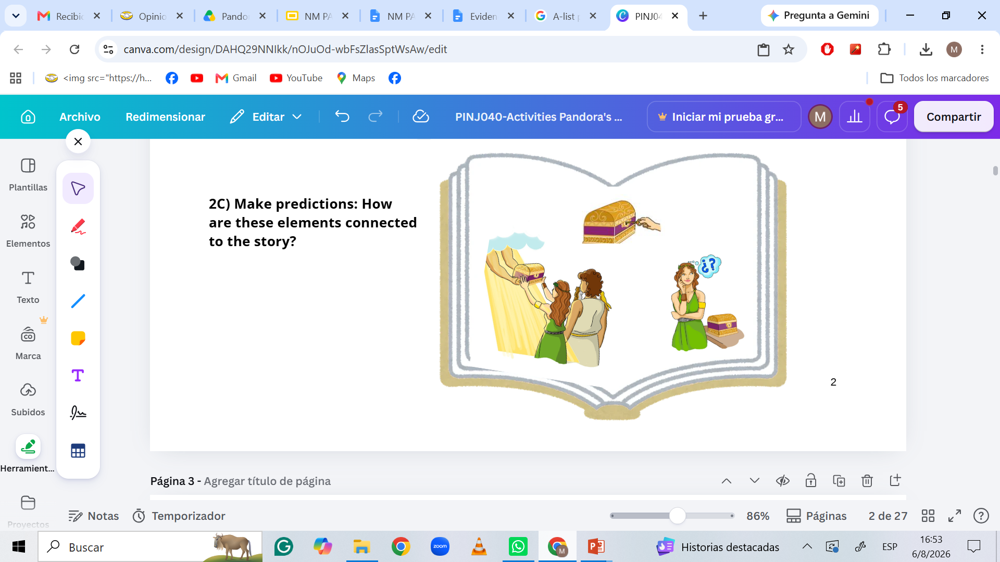 Recibid
Opinio
Pando
NM PA
NM PA
Eviden
A-list p
PINJ04
Pregunta a Gemini
canva.com/design/DAHQ29NNIkk/nOJuOd-wbFsZlasSptWsAw/edit
M
<img src="https://h...
Gmail
YouTube
Maps
Todos los marcadores
Archivo
Redimensionar
Editar
PINJ040-Activities Pandora's ...
Iniciar mi prueba gr...
M
5
Compartir
Plantillas
Elementos
Texto
Marca
Subidos
Herramient...
Proyectos
2C) Make predictions: How
are these elements connected
to the story?
¿?
2
Página 3 - Agregar título de página
Notas
Temporizador
86%
Páginas
2 de 27
Buscar
zoom
M
Historias destacadas
ESP
16:53
6/8/2026